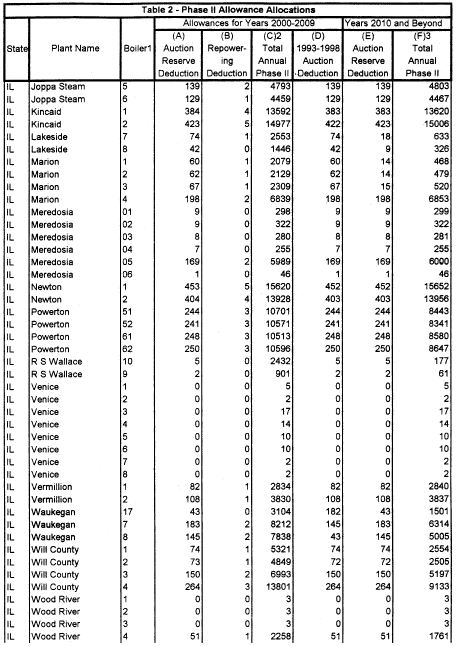 Table 2 - Phase II Allowance Allocations
Allowances for Years 2000-2009 Years 2010 and Beyond
(A) (B) (C)2 (D) (E) (F)3
Auction Repower- Total 1993-1998 Auction Total
State Plant Name Boiler1 Reserve ing Annual Auction Reserve Annual
Deduction Deduction Phase II Deduction Deduction Phase II
IL Joppa Steam 5 139 2 4793 139 139 4803
IL Joppa Steam 6 129 1 4459 129 129 4467
IL Kincaid 1 384 4 13592 383 383 13620
IL Kincaid 2 423 5 14977 422 423 15006
IL Lakeside 7 74 1 2553 74 18 633
IL Lakeside 8 42 0 1446 42 9 326
IL Marion 1 60 1 2079 60 14 468
IL Marion 2 62 1 2129 62 14 479
IL Marion 3 67 1 2309 67 15 520
IL Marion 4 198 2 6839 198 198 6853
IL Meredosia 01 9 0 298 9 9 299
IL Meredosia 02 9 0 322 9 9 322
IL Meredosia 03 8 0 280 8 8 281
IL Meredosia 04 7 0 255 7 7 255
IL Meredosia 05 169 2 5989 169 169 6000
IL Meredosia 06 1 0 46 1 1 46
IL Newton 1 453 5 15620 452 452 15652
IL Newton 2 404 4 13928 403 403 13956
IL Powerton 51 244 3 10701 244 244 8443
IL Powerton 52 241 3 10571 241 241 8341
IL Powerton 61 248 3 10513 248 248 8580
IL Powerton 62 250 3 10596 250 250 8647
IL R S Wallace 10 5 0 2432 5 5 177
IL R S Wallace 9 2 0 901 2 2 61
IL Venice 1 0 0 5 0 0 5
IL Venice 2 0 0 2 0 0 2
IL Venice 3 0 0 17 0 0 17
IL Venice 4 0 0 14 0 0 14
IL Venice 5 0 0 10 0 0 10
IL Venice 6 0 0 10 0 0 10
IL Venice 7 0 0 2 0 0 2
IL Venice 8 0 0 2 0 0 2
IL Vermillion 1 82 1 2834 82 82 2840
IL Vermillion 2 108 1 3830 108 108 3837
IL Waukegan 17 43 0 3104 182 43 1501
IL Waukegan 7 183 2 8212 145 183 6314
IL Waukegan 8 145 2 7838 43 145 5005
IL Will County 1 74 1 5321 74 74 2554
IL Will County 2 73 1 4849 72 72 2505
IL Will County 3 150 2 6993 150 150 5197
IL Will County 4 264 3 13801 264 264 9133
IL Wood River 1 0 0 3 0 0 3
IL Wood River 2 0 0 3 0 0 3
IL Wood River 3 0 0 3 0 0 3
IL Wood River 4 51 1 2258 51 51 1761